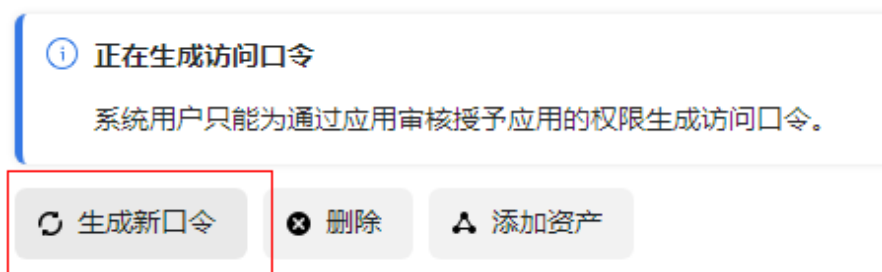 正在生成访问口令
系统用户只能为通过应用审核授予应用的权限生成访问口令。
生成新口令 删除 添加资产